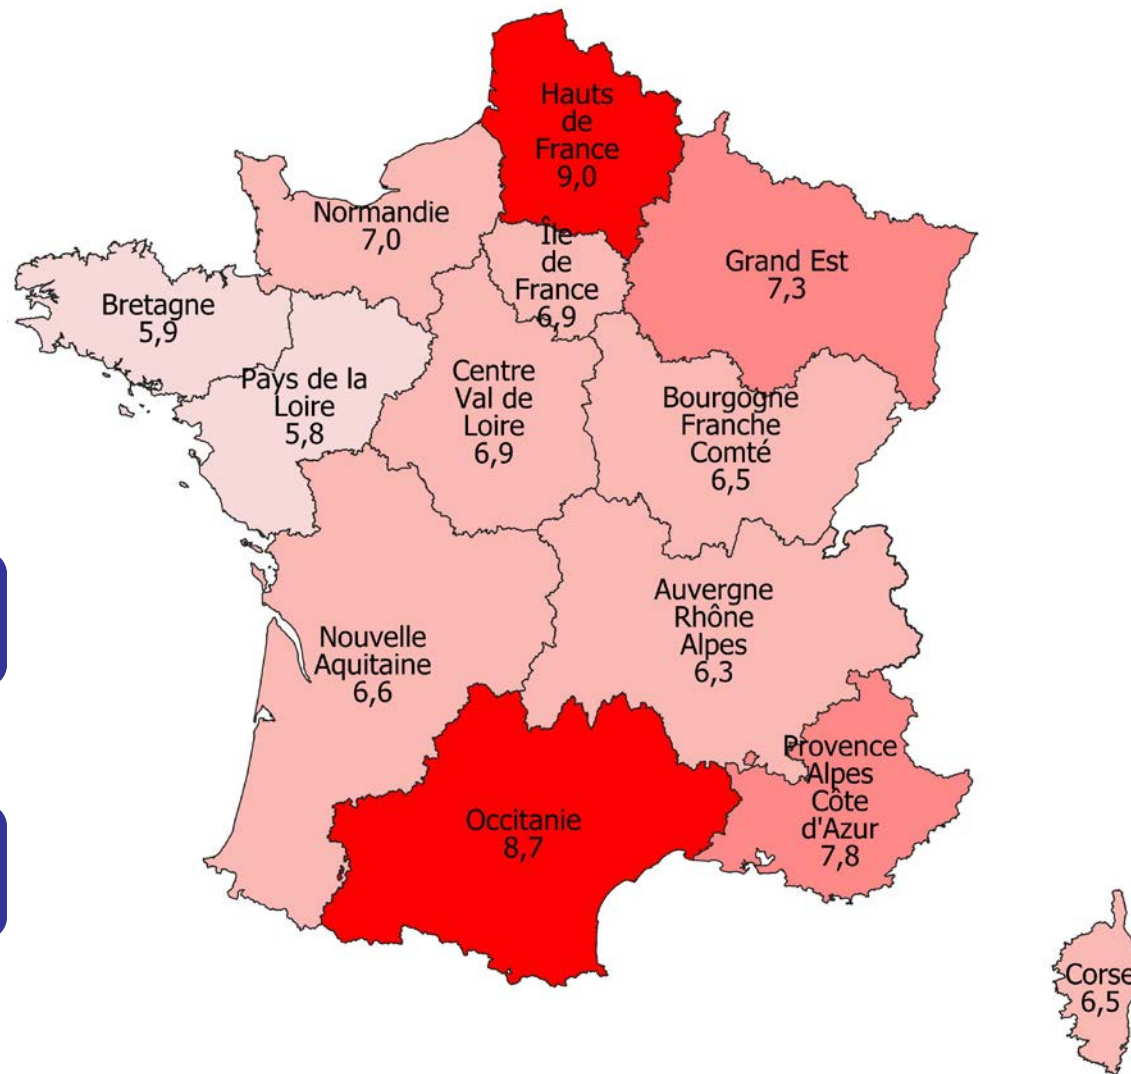 Hauts
de
France
9,0
Normandie
7,0
Île
de
France
6,9
Grand Est
7,3
Bretagne
5,9
Pays de la
Loire
5,8
Centre
Val de
Loire
6,9
Bourgogne
Franche
Comté
6,5
Auvergne
Rhône
Alpes
6,3
Nouvelle
Aquitaine
6,6
Provence
Alpes
Côte
d'Azur
7,8
Occitanie
8,7
Corse
6,5